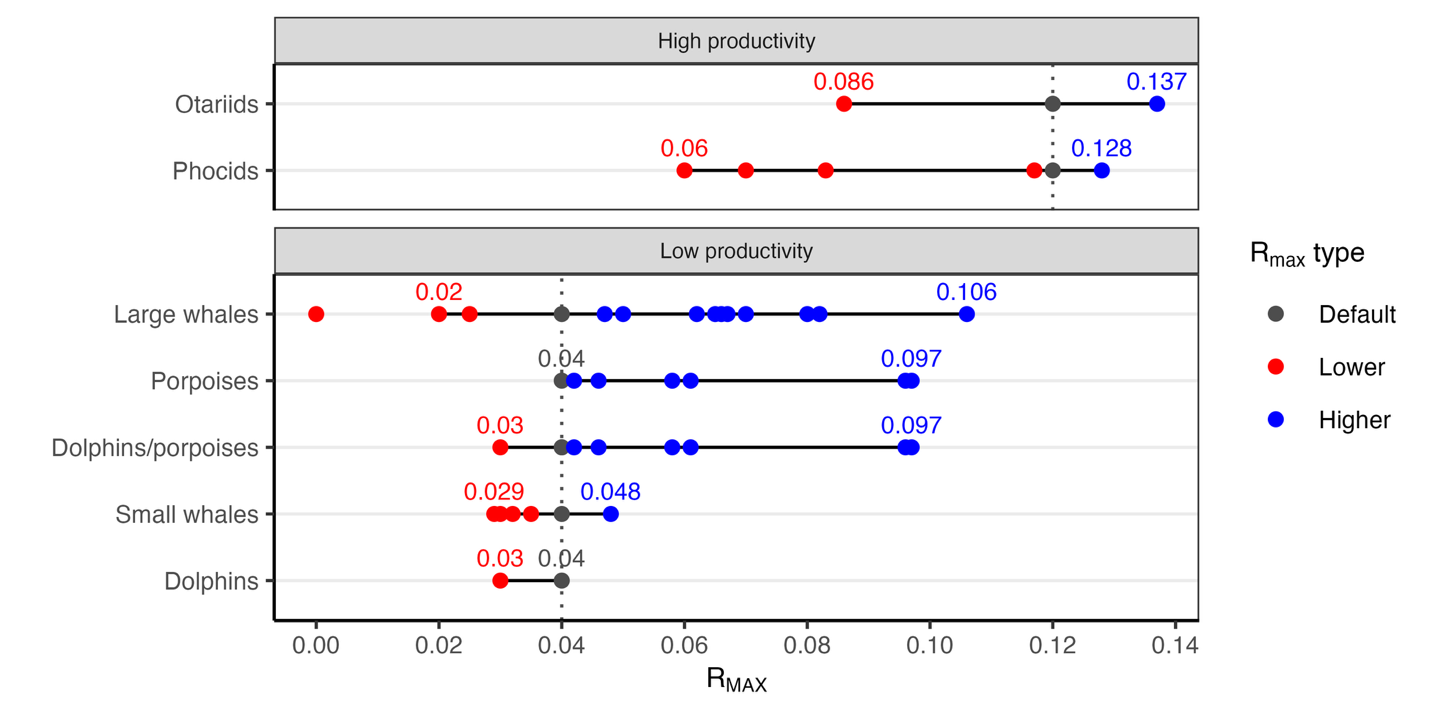 High productivity
0.086 0.137
Otariids
0.06 0.128
Phocids
Low productivity
0.02 0.106
Large whales
0.04 0.097
Porpoises
0.03 0.097
Dolphins/porpoises
0.029 0.048
Small whales
0.03 0.04
Dolphins
0.00 0.02 0.04 0.06 0.08 0.10 0.12 0.14
RMAX
Rmax type
Default
Lower
Higher